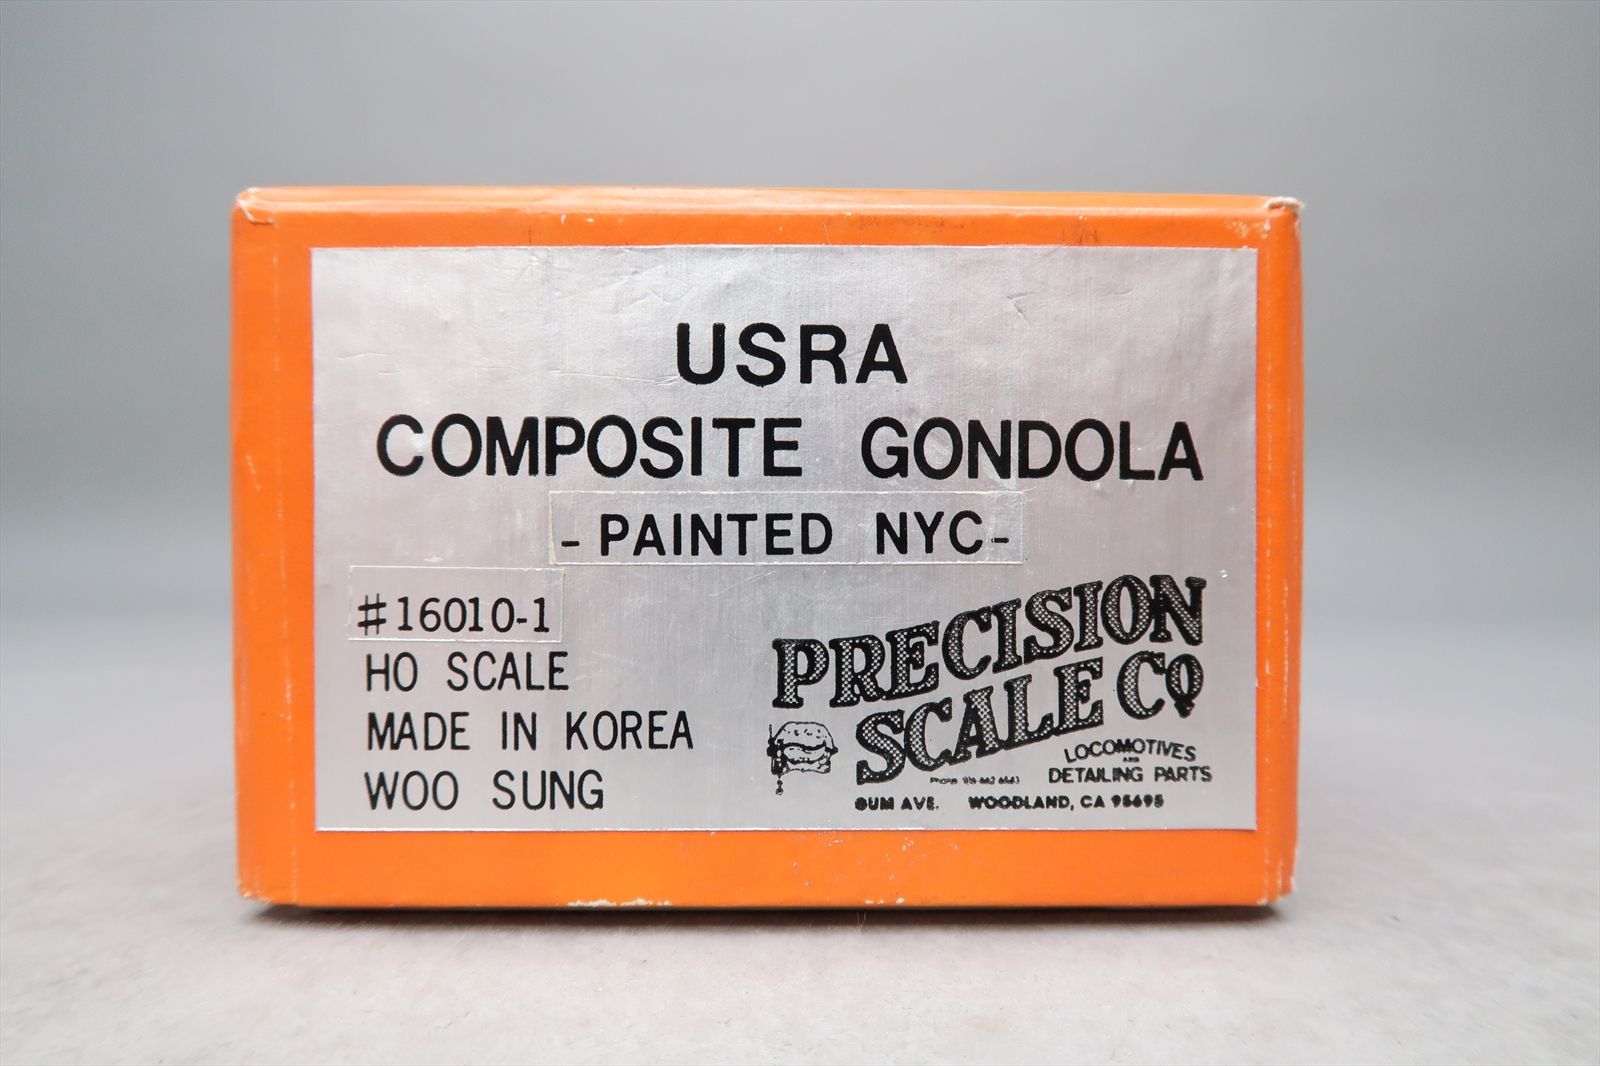 USRA
COMPOSITE GONDOLA
-PAINTED NYC-
#16010-1
HO SCALE
MADE IN KOREA
WOO SUNG
PRECISION
SCALE CO
LOCOMOTIVES
AND
DETAILING PARTS
GUM AVE. WOODLAND, CA 95695